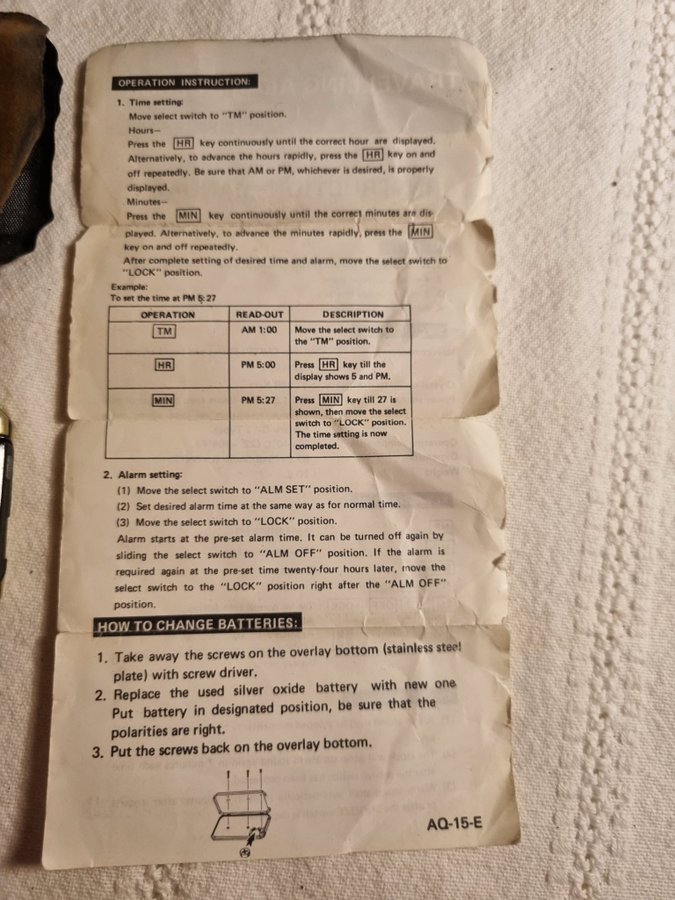 OPERATION INSTRUCTION:
1. Time setting:
Move select switch to "TM" position.
Hours—
Press the HR key continuously until the correct hour are displayed.
Alternatively, to advance the hours rapidly, press the HR key on and
off repeatedly. Be sure that AM or PM, whichever is desired, is properly
displayed.
Minutes—
Press the MIN key continuously until the correct minutes are dis-
played. Alternatively, to advance the minutes rapidly, press the MIN
key on and off repeatedly.
After complete setting of desired time and alarm, move the select switch to
"LOCK" position.
Example:
To set the time at PM 5:27
OPERATION READ-OUT DESCRIPTION
TM AM 1:00 Move the select switch to
the "TM" position.
HR PM 5:00 Press HR key till the
display shows 5 and PM.
MIN PM 5:27 Press MIN key till 27 is
shown, then move the select
switch to "LOCK" position.
The time setting is now
completed.
2. Alarm setting:
(1) Move the select switch to "ALM SET" position.
(2) Set desired alarm time at the same way as for normal time.
(3) Move the select switch to "LOCK" position.
Alarm starts at the pre-set alarm time. It can be turned off again by
sliding the select switch to "ALM OFF" position. If the alarm is
required again at the pre-set time twenty-four hours later, move the
select switch to the "LOCK" position right after the "ALM OFF"
position.
HOW TO CHANGE BATTERIES:
1. Take away the screws on the overlay bottom (stainless steel
plate) with screw driver.
2. Replace the used silver oxide battery with new one
Put battery in designated position, be sure that the
polarities are right.
3. Put the screws back on the overlay bottom.
AQ-15-E